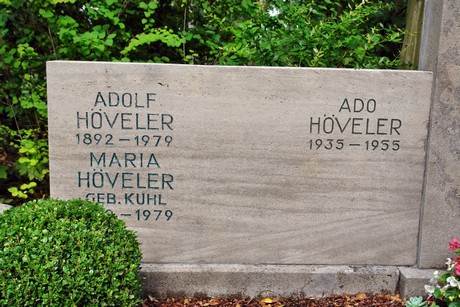 ADOLF
HÖVELER
1892-1979
MARIA
HÖVELER
GEB. KUHL
- 1979
ADO
HÖVELER
1935-1955